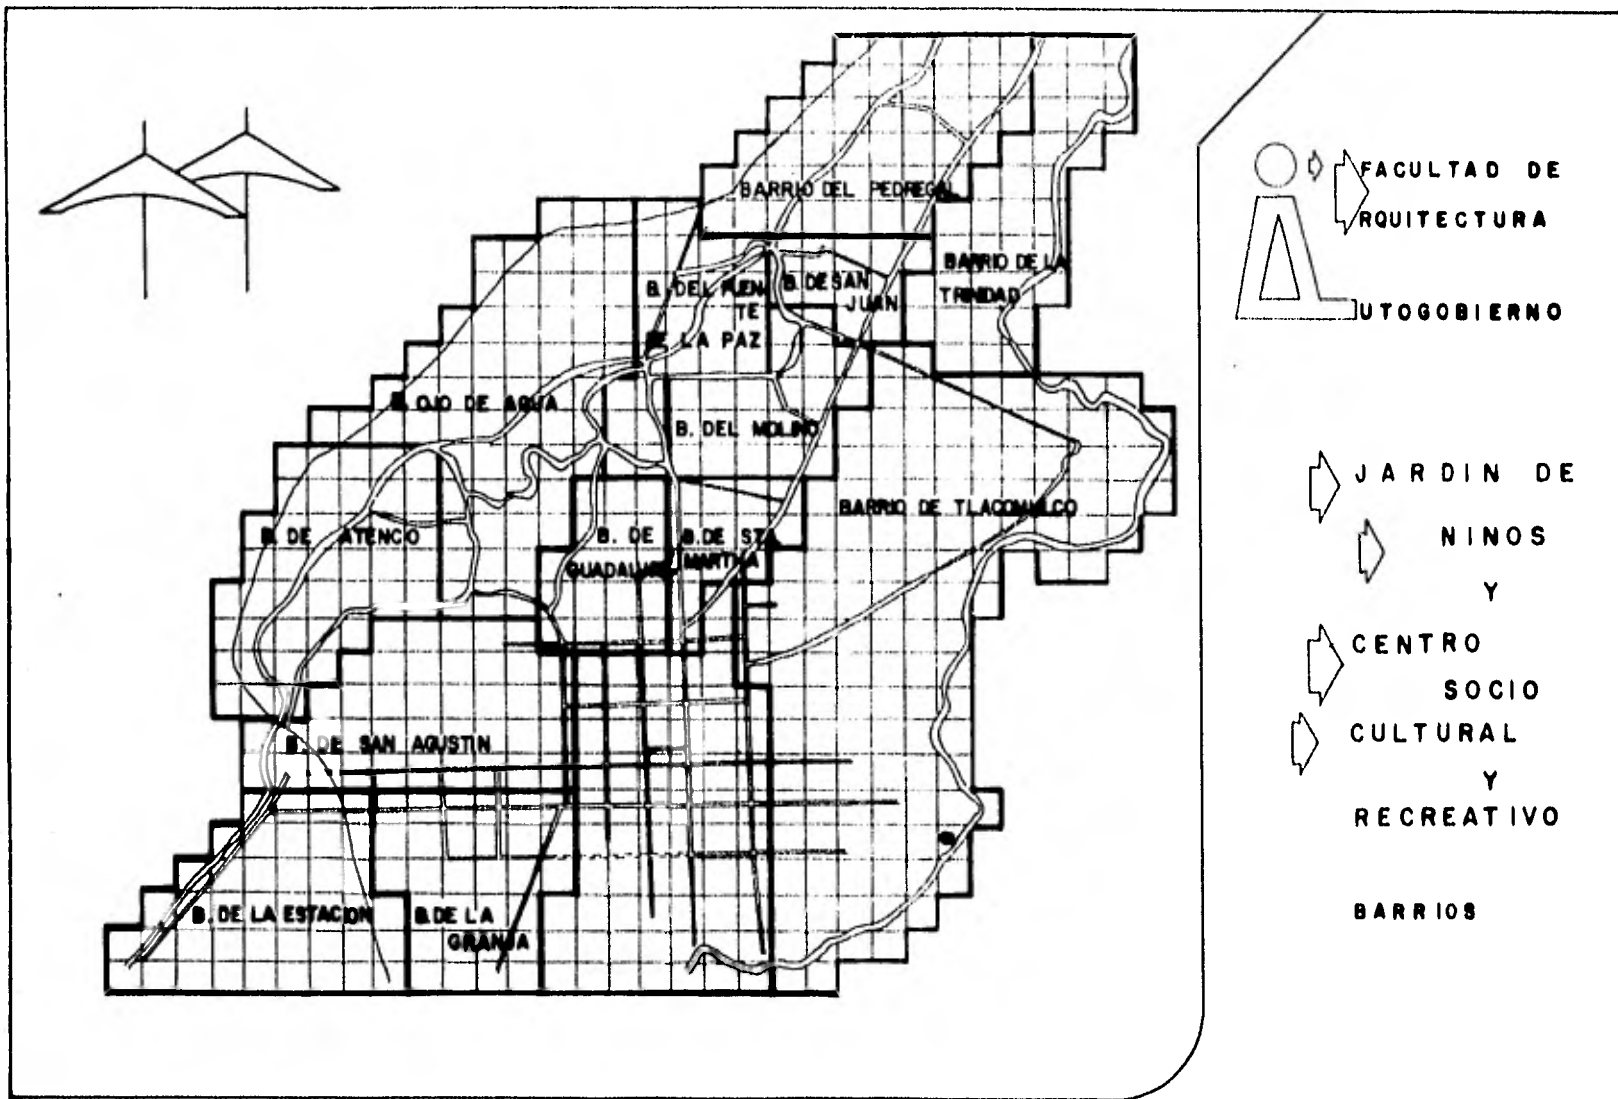 BARRIO DEL PEDREGAL
BARRIO DE LA
TRINIDAD
B. DE SAN
JUAN
B. DEL PUEN
TE
DE LA PAZ
B. OJO DE AGUA
B. DEL MOLINO
BARRIO DE TLACOMULCO
B. DE ATENCO
B. DE
GUADALUPE
B. DE STA
MARTHA
B. DE SAN AGUSTIN
B. DE LA ESTACION
B. DE LA
GRANJA
FACULTAD DE
RQUITECTURA
A
UTOGOBIERNO
JARDIN DE
NINOS
Y
CENTRO
SOCIO
CULTURAL
Y
RECREATIVO
BARRIOS